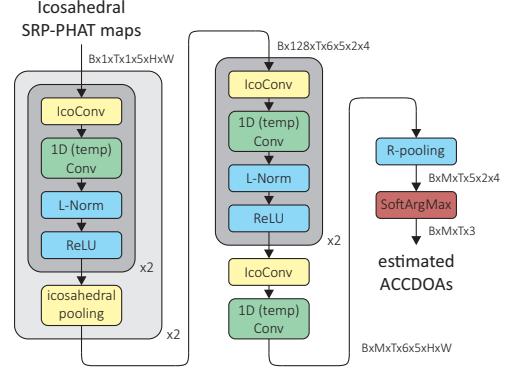 Icosahedral
SRP-PHAT maps
Bx1xTx1x5xHxW
IcoConv
1D (temp)
Conv
L-Norm
ReLU
x2
icosahedral
pooling
x2
Bx128xTx6x5x2x4
IcoConv
1D (temp)
Conv
L-Norm
ReLU
x2
IcoConv
1D (temp)
Conv
BxMxTx6x5xHxW
R-pooling
BxMxTx5x2x4
SoftArgMax
BxMxTx3
estimated
ACCDOAs